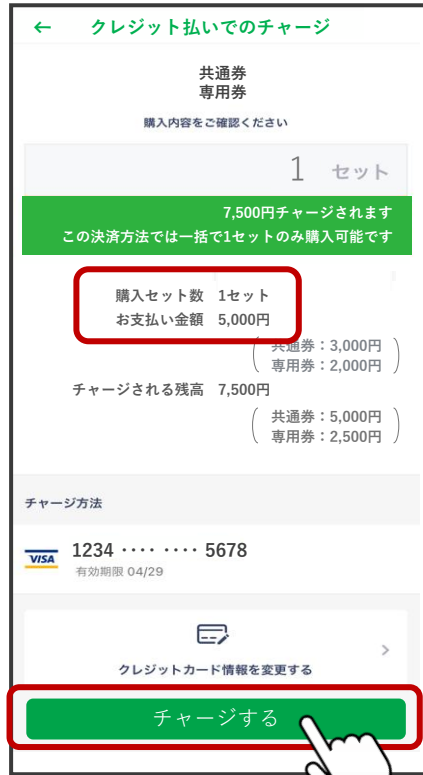 ← クレジット払いでのチャージ
共通券
専用券
購入内容をご確認ください
1 セット
7,500円チャージされます
この決済方法では一括で1セットのみ購入可能です
購入セット数 1セット
お支払い金額 5,000円
(共通券：3,000円
専用券：2,000円)
チャージされる残高 7,500円
(共通券：5,000円
専用券：2,500円)
チャージ方法
VISA 1234 ···· ···· 5678
有効期限 04/29
クレジットカード情報を変更する >
チャージする